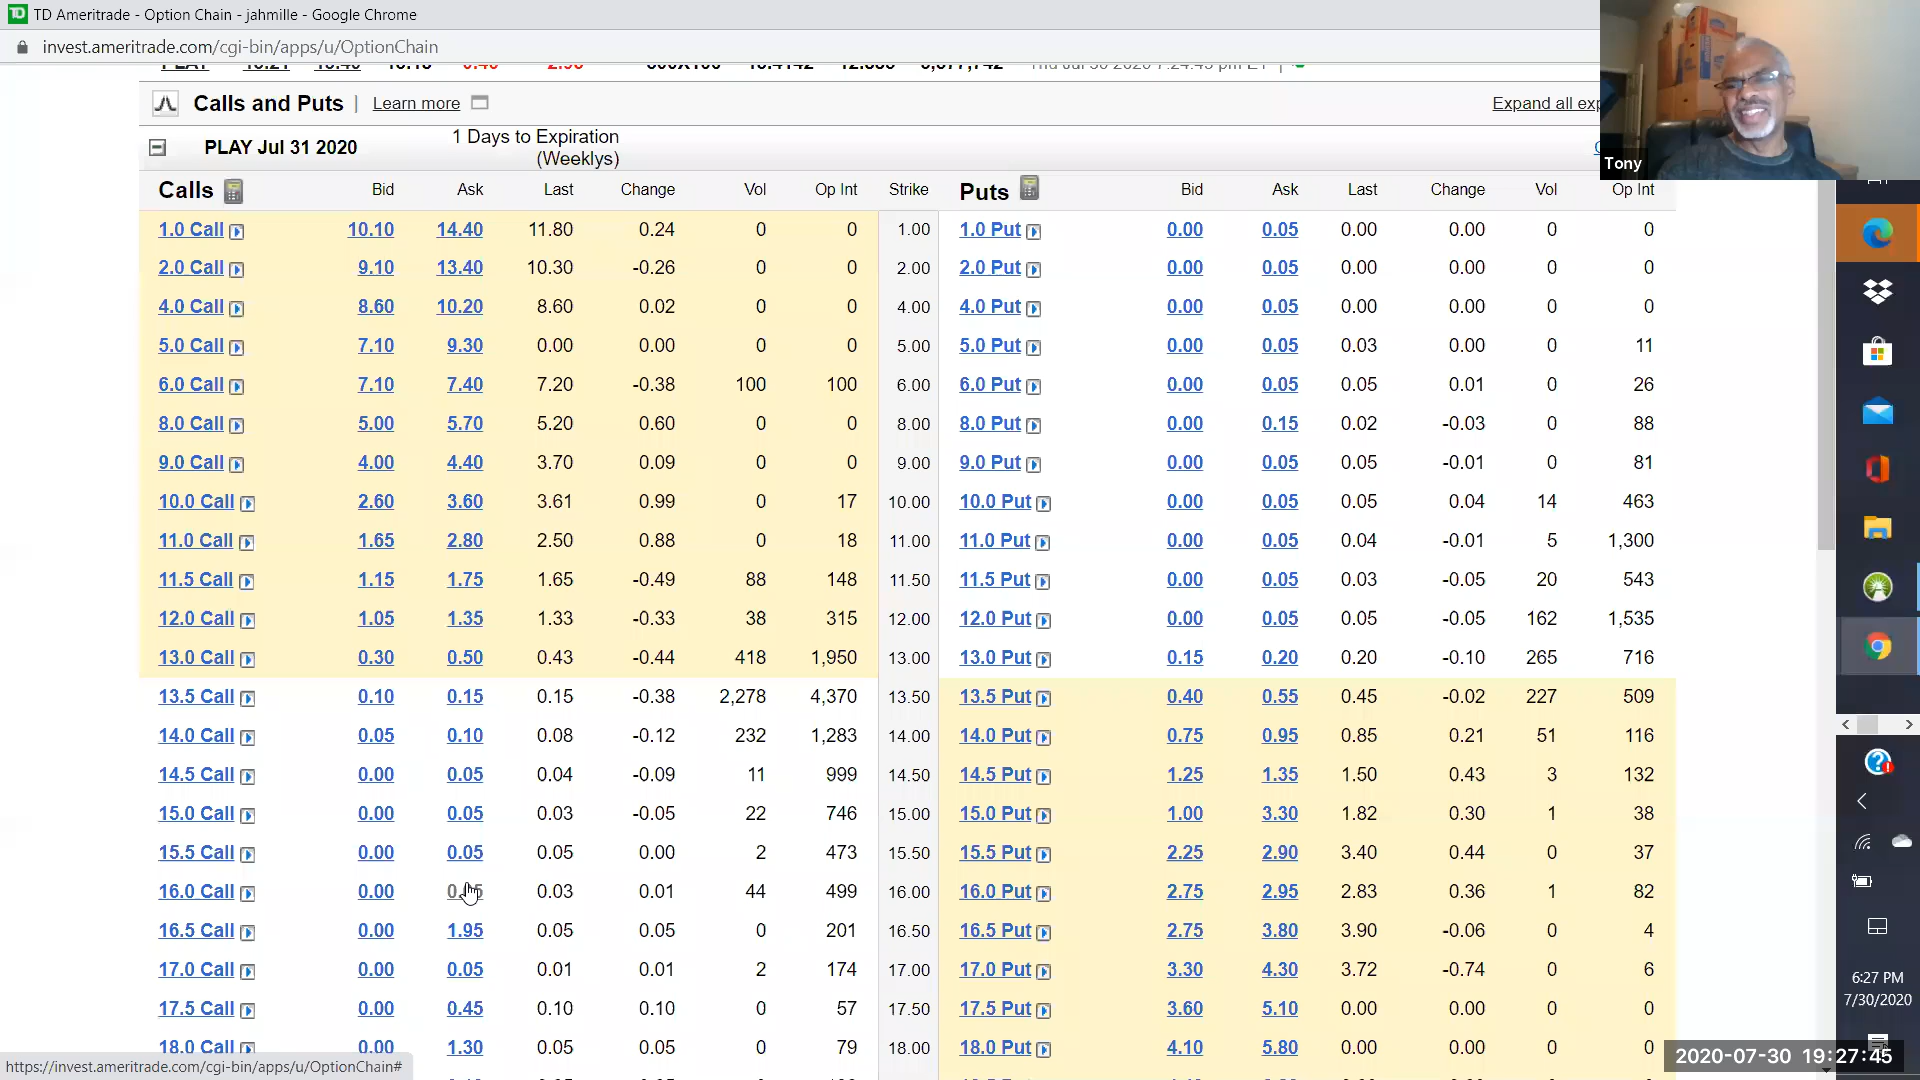 TD Ameritrade - Option Chain - jahmille - Google Chrome
invest.ameritrade.com/cgi-bin/apps/u/OptionChain
Calls and Puts | Learn more
Expand all exp
PLAY Jul 31 2020 1 Days to Expiration
(Weeklys)
Tony
Calls Bid Ask Last Change Vol Op Int Strike Puts Bid Ask Last Change Vol Op Int
1.0 Call 10.10 14.40 11.80 0.24 0 0 1.00 1.0 Put 0.00 0.05 0.00 0.00 0 0
2.0 Call 9.10 13.40 10.30 -0.26 0 0 2.00 2.0 Put 0.00 0.05 0.00 0.00 0 0
4.0 Call 8.60 10.20 8.60 0.02 0 0 4.00 4.0 Put 0.00 0.05 0.00 0.00 0 0
5.0 Call 7.10 9.30 0.00 0.00 0 0 5.00 5.0 Put 0.00 0.05 0.03 0.00 0 11
6.0 Call 7.10 7.40 7.20 -0.38 100 100 6.00 6.0 Put 0.00 0.05 0.05 0.01 0 26
8.0 Call 5.00 5.70 5.20 0.60 0 0 8.00 8.0 Put 0.00 0.15 0.02 -0.03 0 88
9.0 Call 4.00 4.40 3.70 0.09 0 0 9.00 9.0 Put 0.00 0.05 0.05 -0.01 0 81
10.0 Call 2.60 3.60 3.61 0.99 0 17 10.00 10.0 Put 0.00 0.05 0.05 0.04 14 463
11.0 Call 1.65 2.80 2.50 0.88 0 18 11.00 11.0 Put 0.00 0.05 0.04 -0.01 5 1,300
11.5 Call 1.15 1.75 1.65 -0.49 88 148 11.50 11.5 Put 0.00 0.05 0.03 -0.05 20 543
12.0 Call 1.05 1.35 1.33 -0.33 38 315 12.00 12.0 Put 0.00 0.05 0.05 -0.05 162 1,535
13.0 Call 0.30 0.50 0.43 -0.44 418 1,950 13.00 13.0 Put 0.15 0.20 0.20 -0.10 265 716
13.5 Call 0.10 0.15 0.15 -0.38 2,278 4,370 13.50 13.5 Put 0.40 0.55 0.45 -0.02 227 509
14.0 Call 0.05 0.10 0.08 -0.12 232 1,283 14.00 14.0 Put 0.75 0.95 0.85 0.21 51 116
14.5 Call 0.00 0.05 0.04 -0.09 11 999 14.50 14.5 Put 1.25 1.35 1.50 0.43 3 132
15.0 Call 0.00 0.05 0.03 -0.05 22 746 15.00 15.0 Put 1.00 3.30 1.82 0.30 1 38
15.5 Call 0.00 0.05 0.05 0.00 2 473 15.50 15.5 Put 2.25 2.90 3.40 0.44 0 37
16.0 Call 0.00 0.03 0.01 44 499 16.00 16.0 Put 2.75 2.95 2.83 0.36 1 82
16.5 Call 0.00 1.95 0.05 0.05 0 201 16.50 16.5 Put 2.75 3.80 3.90 -0.06 0 4
17.0 Call 0.00 0.05 0.01 0.01 2 174 17.00 17.0 Put 3.30 4.30 3.72 -0.74 0 6
17.5 Call 0.00 0.45 0.10 0.10 0 57 17.50 17.5 Put 3.60 5.10 0.00 0.00 0 0
18.0 Call 0.00 1.30 0.05 0.05 0 79 18.00 18.0 Put 4.10 5.80 0.00 0.00 0 0
https://invest.ameritrade.com/cgi-bin/apps/u/OptionChain#
6:27 PM
7/30/2020
2020-07-30 19:27:45